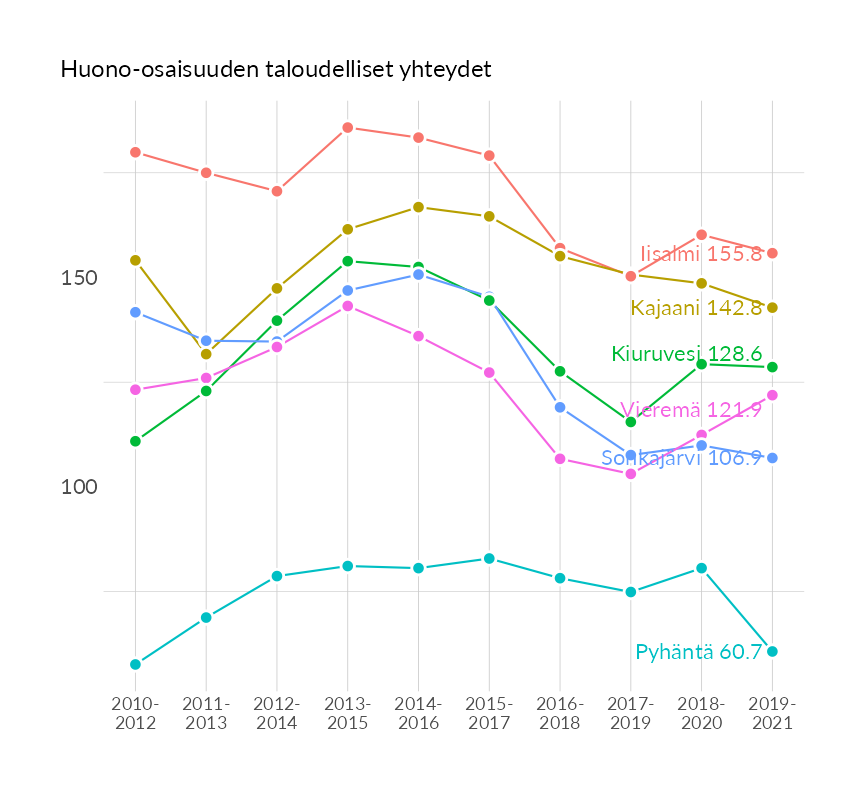 Huono-osaisuuden taloudelliset yhteydet
Iisalmi 155.8
150
Kajaani 142.8
Kiuruvesi 128.6
Vieremä 121.9
Sonkajärvi 106.9
100
Pyhäntä 60.7
2010- 2011- 2012- 2013- 2014- 2015- 2016- 2017- 2018- 2019-
2012 2013 2014 2015 2016 2017 2018 2019 2020 2021